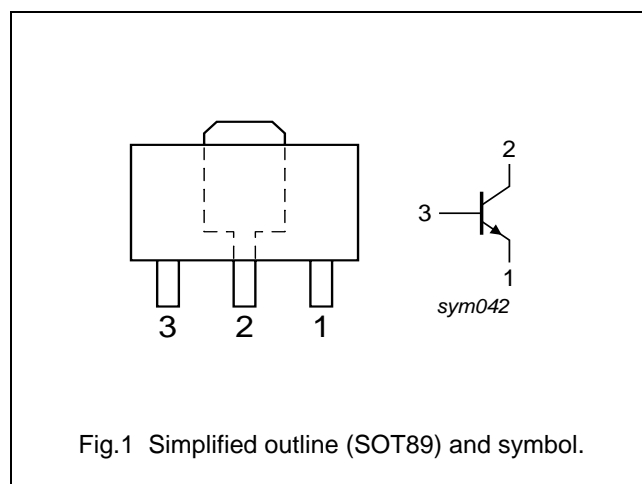 2
3
1
sym042
3 2 1
Fig.1 Simplified outline (SOT89) and symbol.